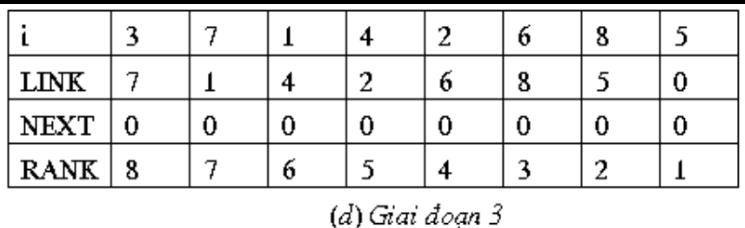 i 3 7 1 4 2 6 8 5
LINK 7 1 4 2 6 8 5 0
NEXT 0 0 0 0 0 0 0 0
RANK 8 7 6 5 4 3 2 1
(d) Giai đoạn 3